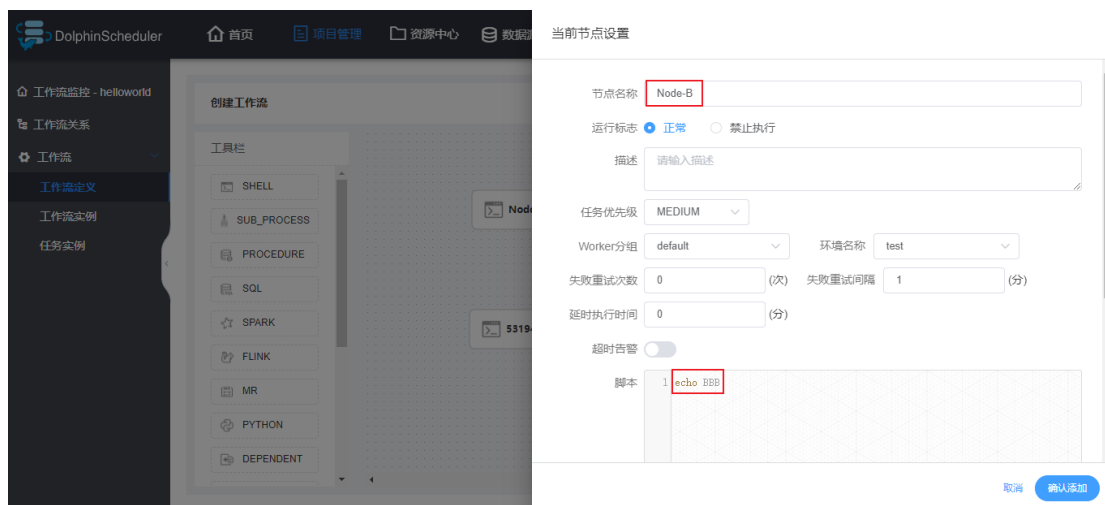 DolphinScheduler
首页
项目管理
资源中心
数据源
当前节点设置
工作流监控 - helloworld
工作流关系
工作流
工作流定义
工作流实例
任务实例
创建工作流
工具栏
SHELL
SUB_PROCESS
PROCEDURE
SQL
SPARK
FLINK
MR
PYTHON
DEPENDENT
Node
5319
节点名称 Node-B
运行标志 正常 禁止执行
描述 请输入描述
任务优先级 MEDIUM
Worker分组 default 环境名称 test
失败重试次数 0 (次) 失败重试间隔 1 (分)
延时执行时间 0 (分)
超时告警
脚本 1 echo BBB
取消 确认添加